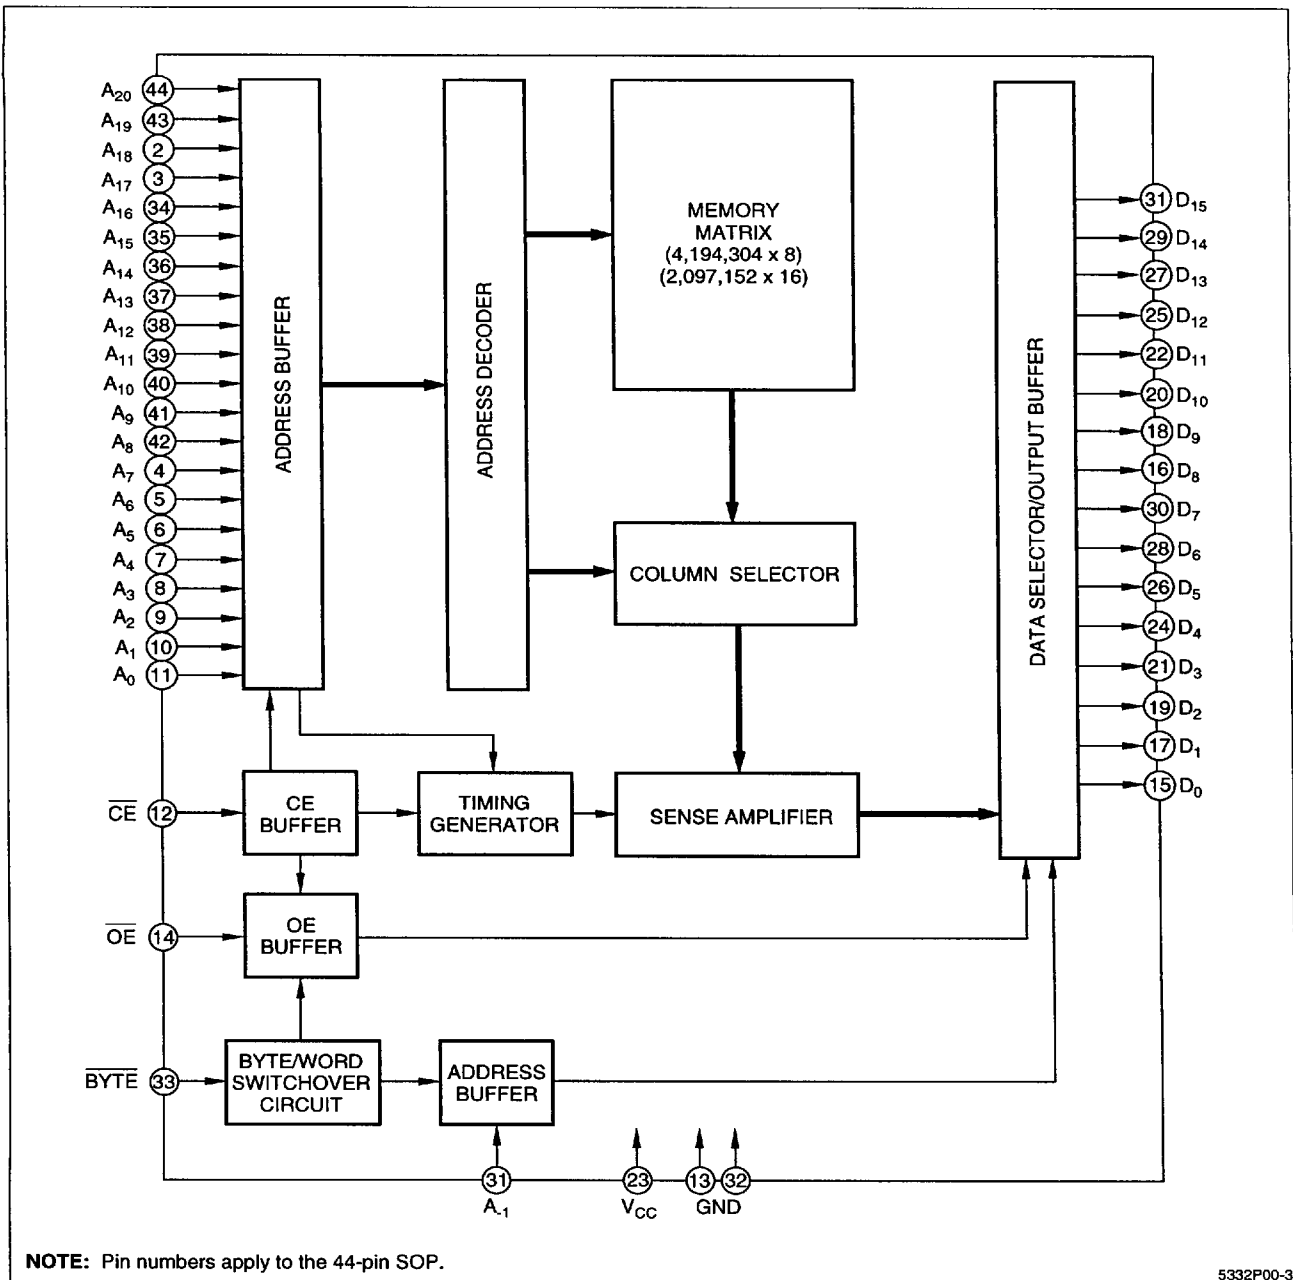 A20 44
A19 43
A18 2
A17 3
A16 34
A15 35
A14 36
A13 37
A12 38
A11 39
A10 40
A9 41
A8 42
A7 4
A6 5
A5 6
A4 7
A3 8
A2 9
A1 10
A0 11
ADDRESS BUFFER
ADDRESS DECODER
MEMORY
MATRIX
(4,194,304 x 8)
(2,097,152 x 16)
COLUMN SELECTOR
DATA SELECTOR/OUTPUT BUFFER
31 D15
29 D14
27 D13
25 D12
22 D11
20 D10
18 D9
16 D8
30 D7
28 D6
26 D5
24 D4
21 D3
19 D2
17 D1
15 D0
CE 12
CE
BUFFER
TIMING
GENERATOR
SENSE AMPLIFIER
OE 14
OE
BUFFER
BYTE 33
BYTE/WORD
SWITCHOVER
CIRCUIT
ADDRESS
BUFFER
31
A-1
23
VCC
13 32
GND
NOTE: Pin numbers apply to the 44-pin SOP.
5332P00-3